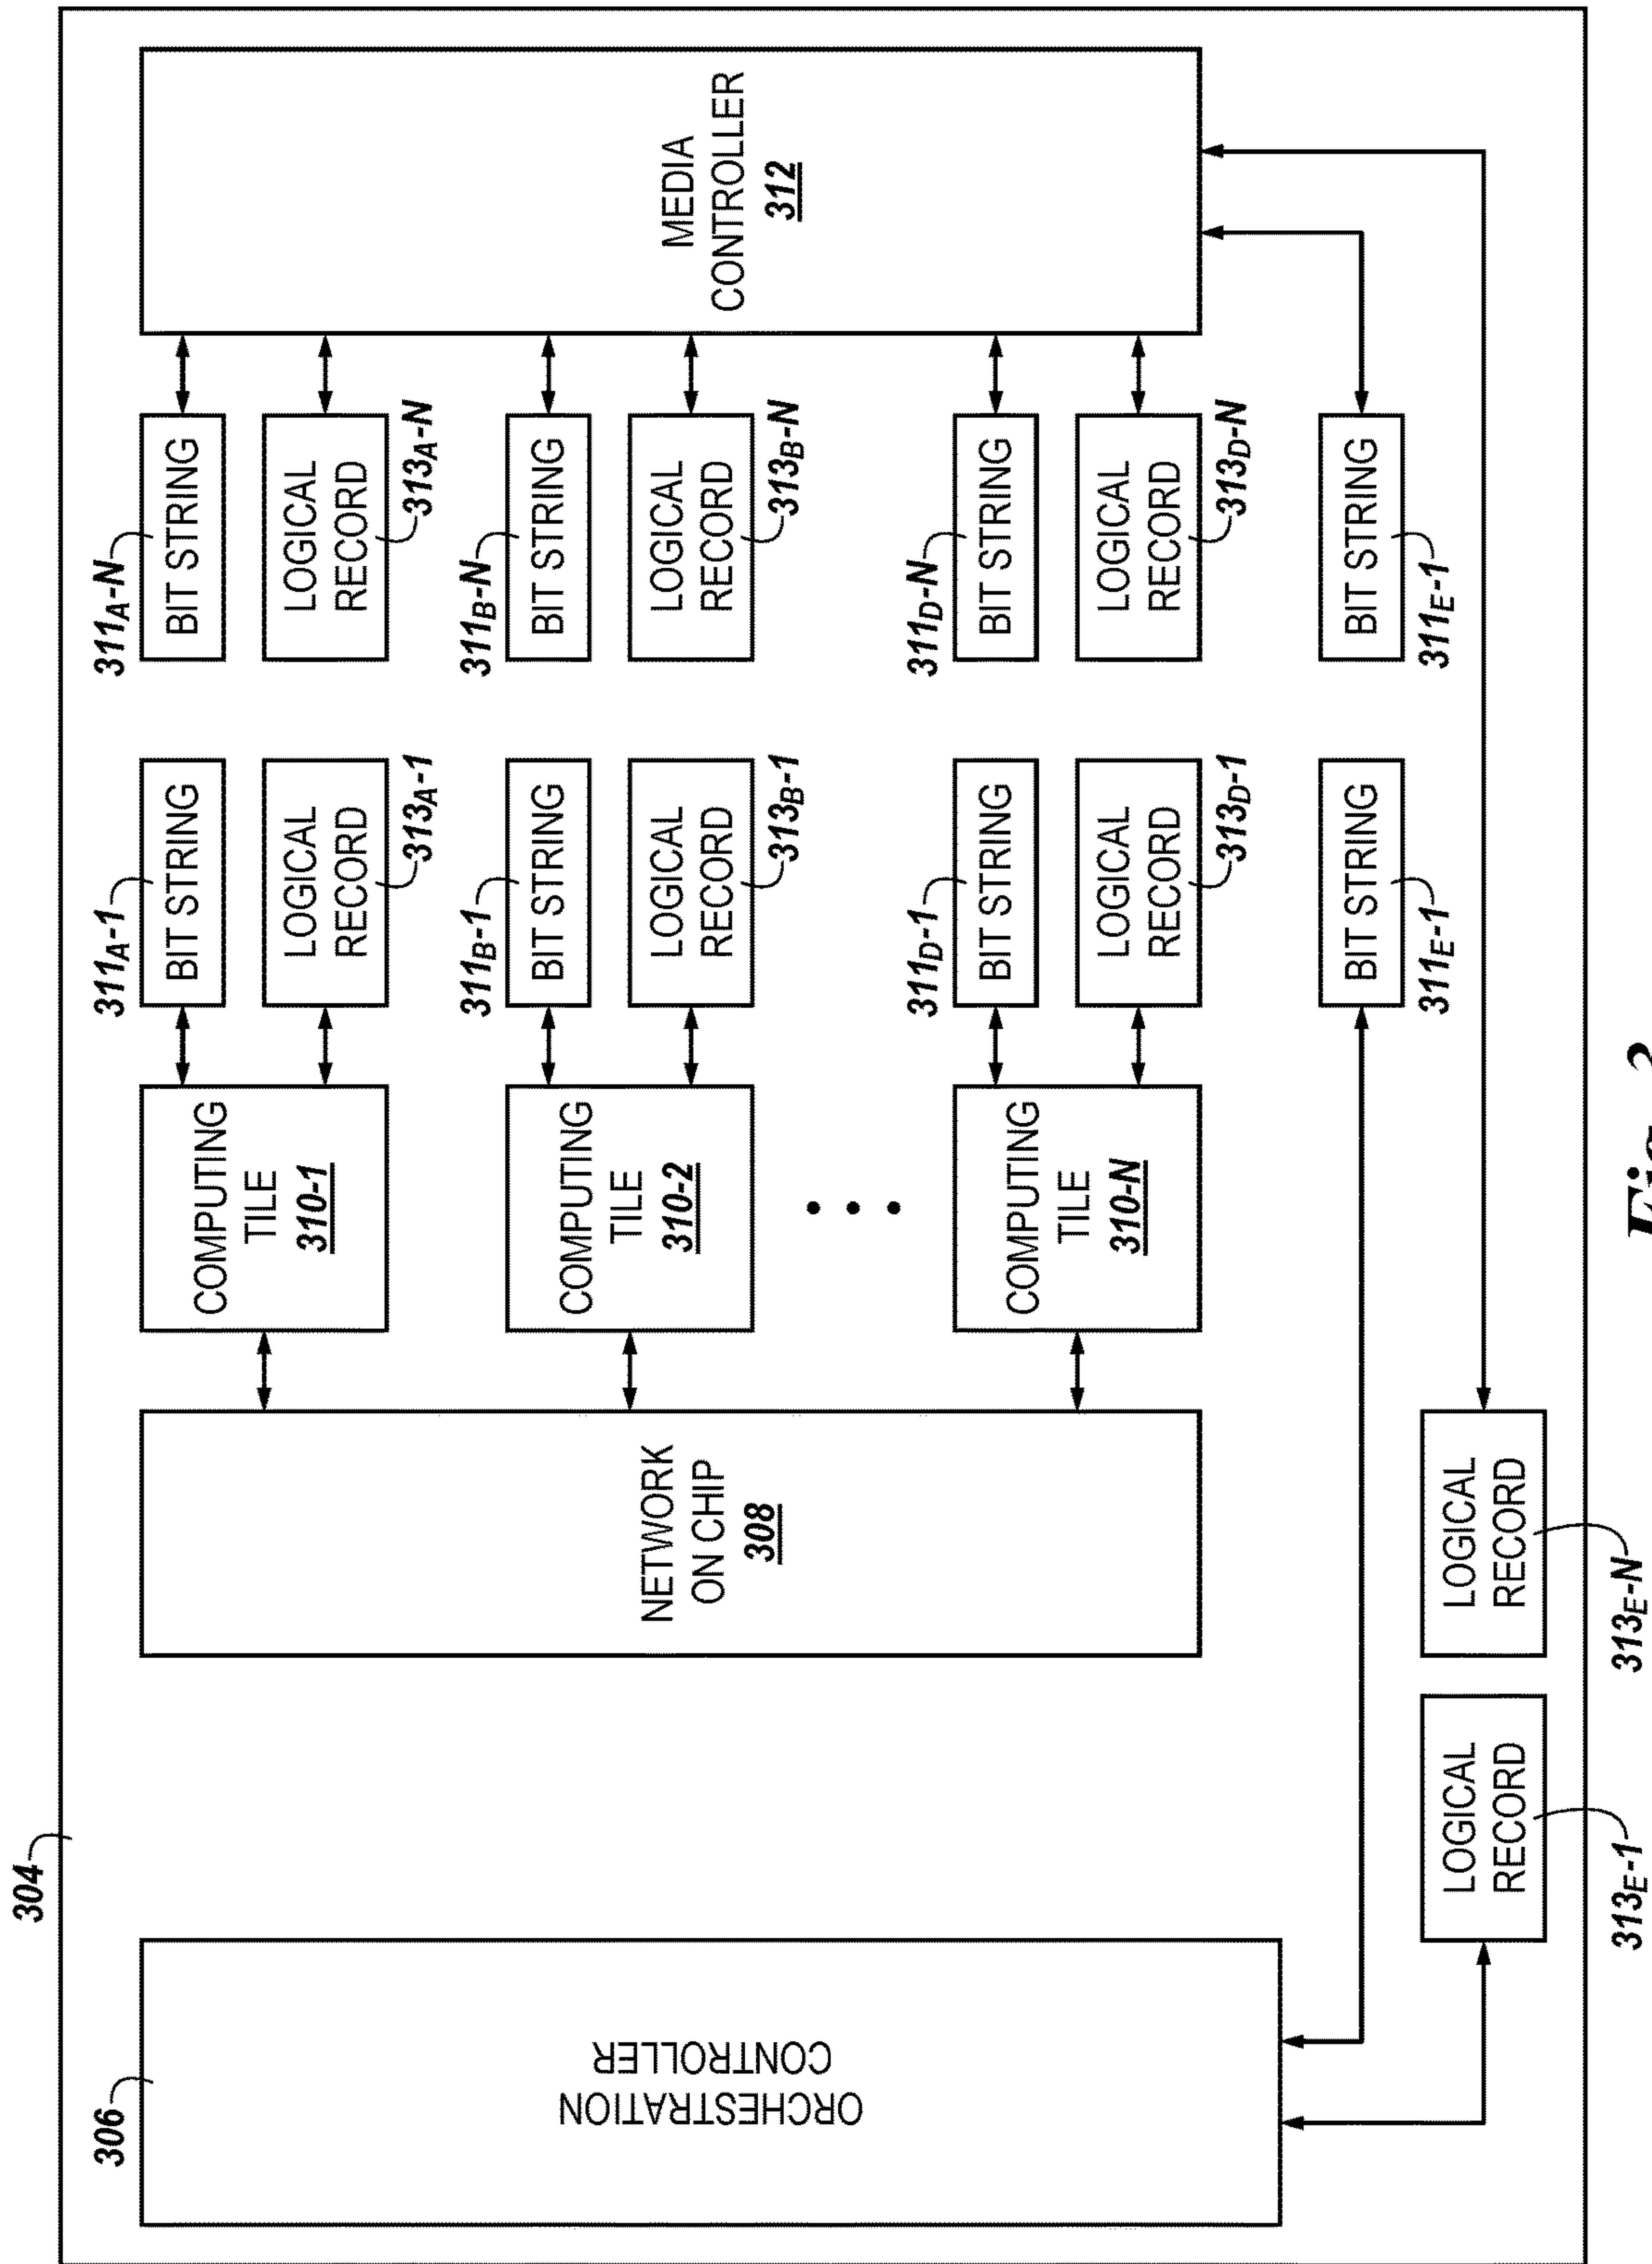 304
306
ORCHESTRATION
CONTROLLER
NETWORK
ON CHIP
308
COMPUTING
TILE
310-1
311A-1
BIT STRING
LOGICAL
RECORD
313A-1
311A-N
BIT STRING
LOGICAL
RECORD
313A-N
COMPUTING
TILE
310-2
311B-1
BIT STRING
LOGICAL
RECORD
313B-1
311B-N
BIT STRING
LOGICAL
RECORD
313B-N
COMPUTING
TILE
310-N
311D-1
BIT STRING
LOGICAL
RECORD
313D-1
311D-N
BIT STRING
LOGICAL
RECORD
313D-N
MEDIA
CONTROLLER
312
BIT STRING
311E-1
BIT STRING
311E-1
LOGICAL
RECORD
313E-1
LOGICAL
RECORD
313E-N
Fig. 3